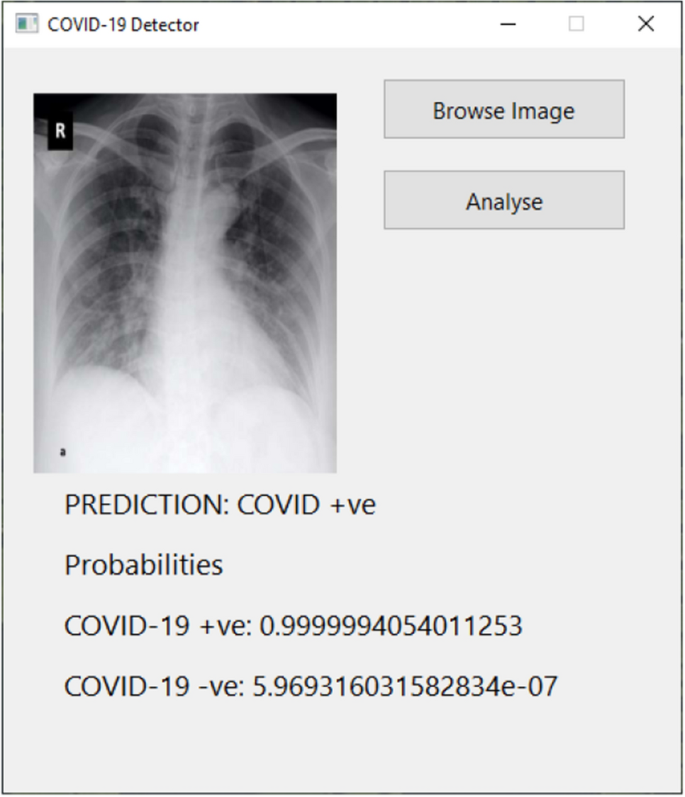 COVID-19 Detector
Browse Image
R
Analyse
a
PREDICTION: COVID +ve
Probabilities
COVID-19 +ve: 0.9999994054011253
COVID-19 -ve: 5.969316031582834e-07